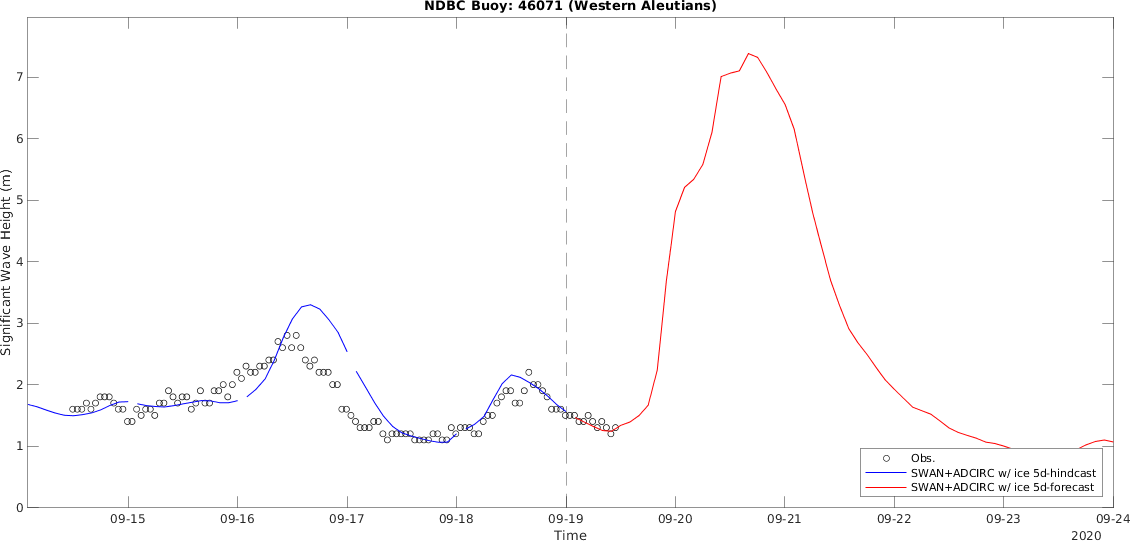 NDBC Buoy: 46071 (Western Aleutians)
Significant Wave Height (m)
7
6
5
4
3
2
1
0
Obs.
SWAN+ADCIRC w/ ice 5d-hindcast
SWAN+ADCIRC w/ ice 5d-forecast
09-15 09-16 09-17 09-18 09-19 09-20 09-21 09-22 09-23 09-24
Time
2020